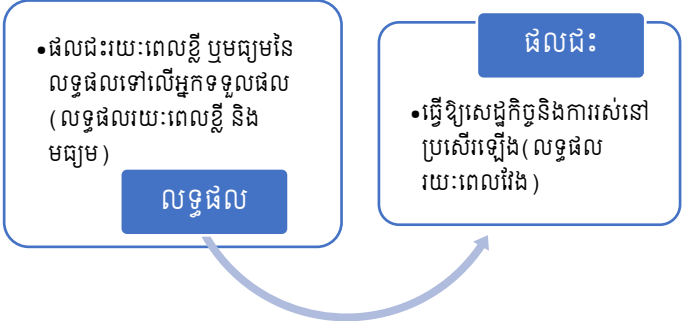 •ផលជះរយៈពេលខ្លី ឬមធ្យមនៃ
លទ្ធផលទៅលើអ្នកទទួលផល
(លទ្ធផលរយៈពេលខ្លី និង
មធ្យម)
លទ្ធផល
ផលជះ
•ធ្វើឱ្យសេដ្ឋកិច្ចនិងការរស់នៅ
ប្រសើរឡើង(លទ្ធផល
រយៈពេលវែង)